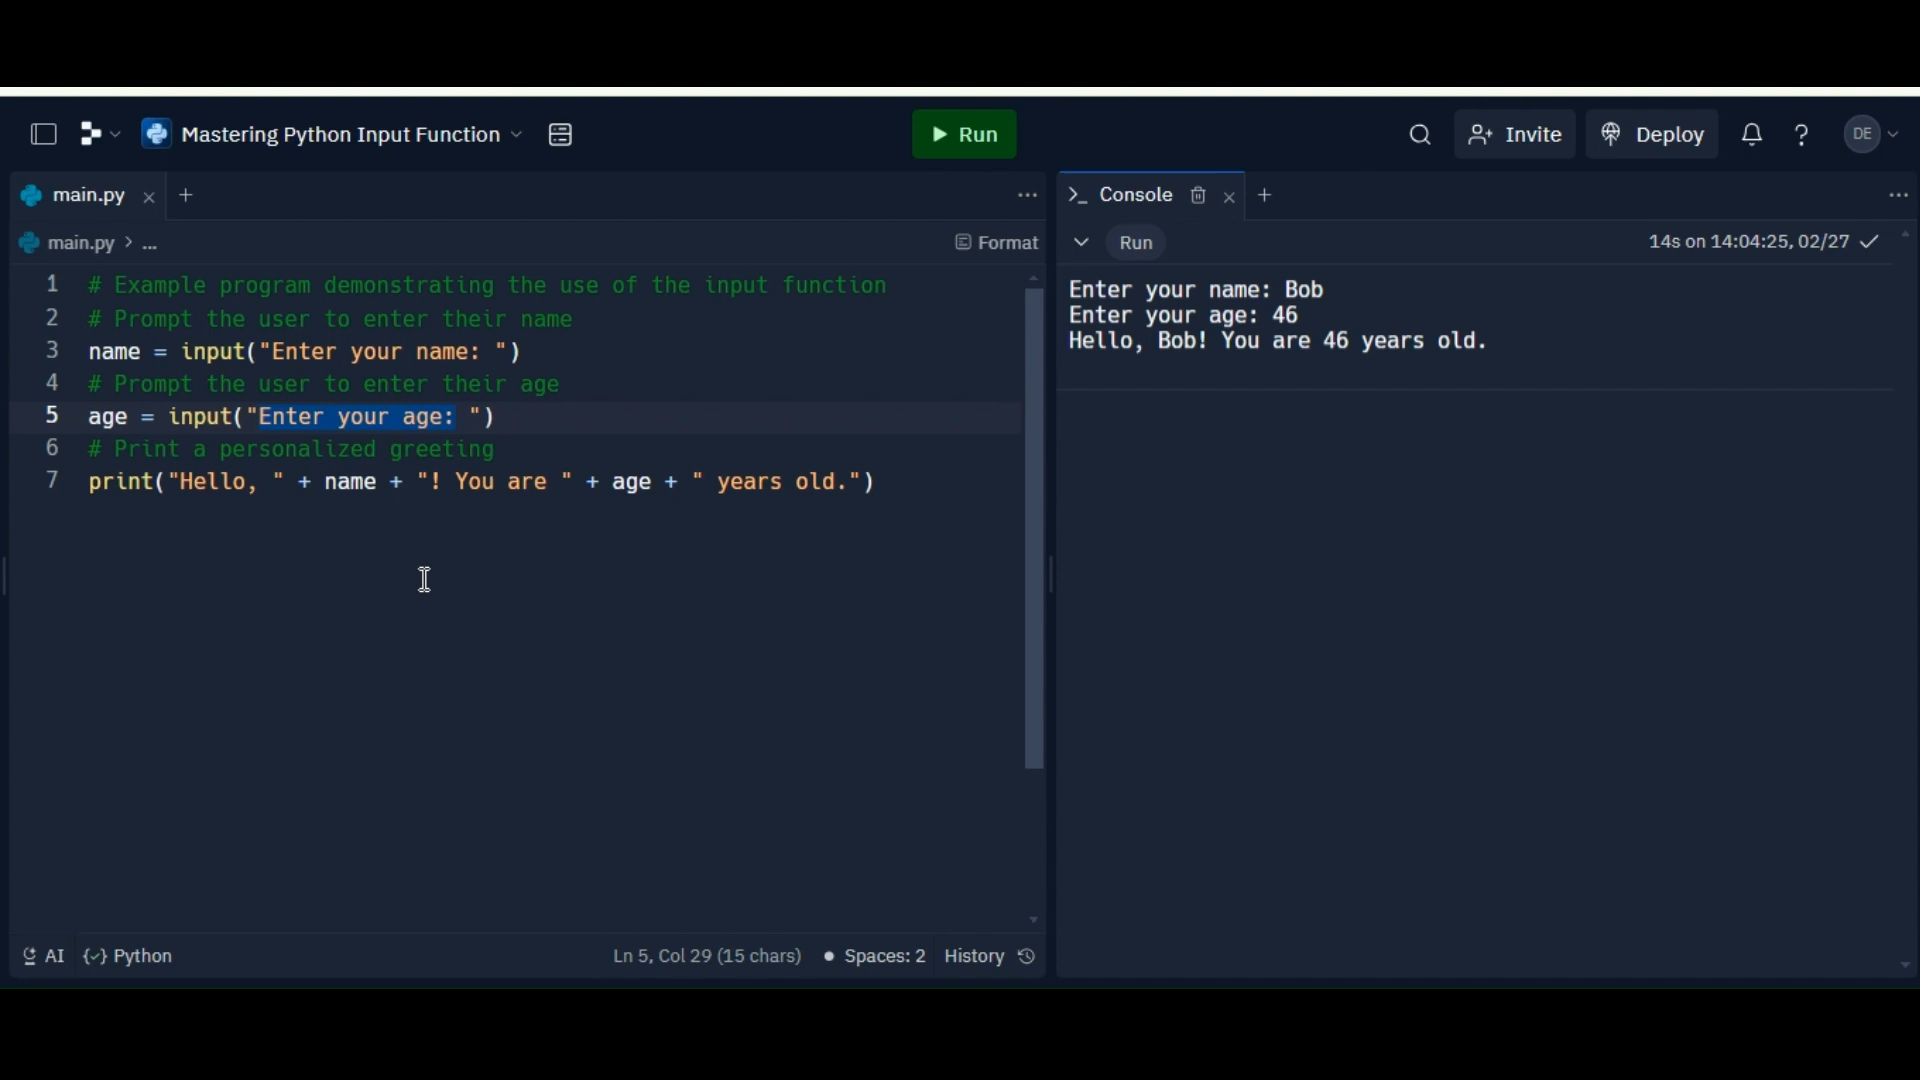 Mastering Python Input Function
Run
Invite
Deploy
?
DE
main.py
Console
main.py > ...
Format
Run
14s on 14:04:25, 02/27
1 # Example program demonstrating the use of the input function
2 # Prompt the user to enter their name
3 name = input("Enter your name: ")
4 # Prompt the user to enter their age
5 age = input("Enter your age: ")
6 # Print a personalized greeting
7 print("Hello, " + name + "! You are " + age + " years old.")
Enter your name: Bob
Enter your age: 46
Hello, Bob! You are 46 years old.
AI
Python
Ln 5, Col 29 (15 chars)
Spaces: 2
History